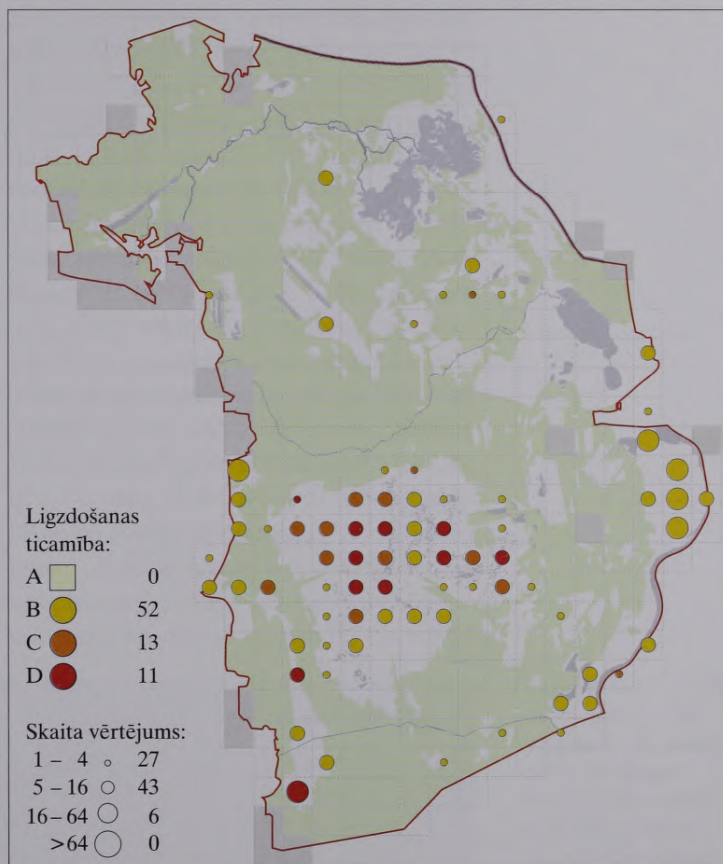 Ligzdošanas
ticamība:
A 0
B 52
C 13
D 11
Skaita vērtējums:
1 – 4 27
5 – 16 43
16 – 64 6
>64 0